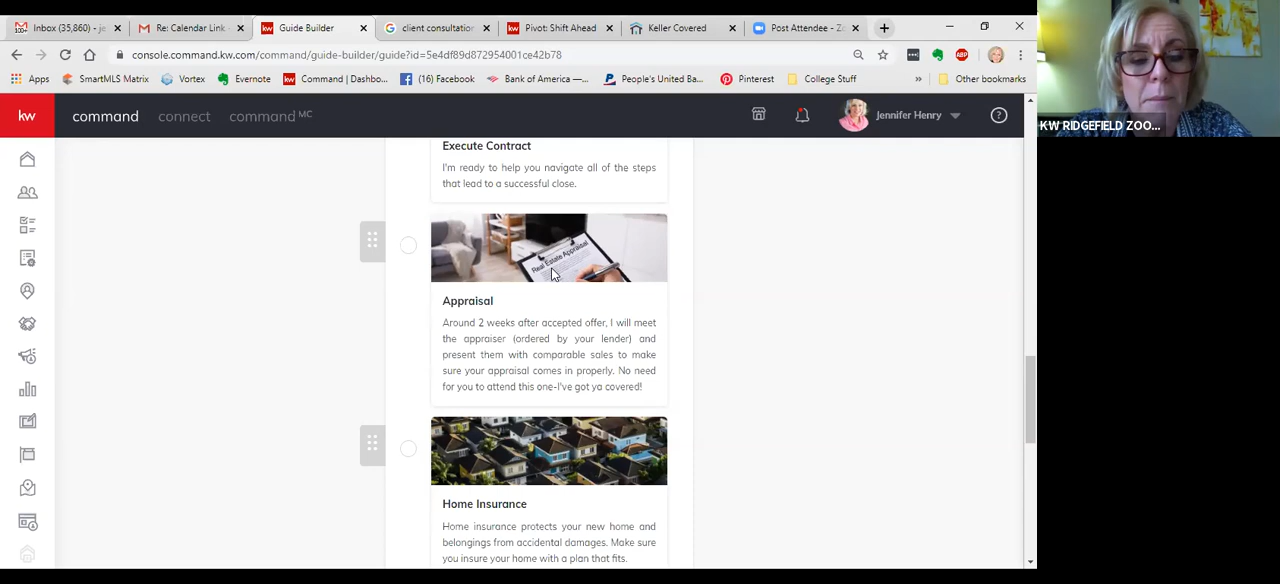 Inbox (35,860) - je
Re: Calendar Link -
Guide Builder
client consultation
Pivot: Shift Ahead
Keller Covered
Post Attendee - Zo
console.command.kw.com/command/guide-builder/guide?id=5e4df89d872954001ce42b78
Apps
SmartMLS Matrix
Vortex
Evernote
Command | Dashbo...
(16) Facebook
Bank of America —...
People's United Ba...
Pinterest
College Stuff
»
Other bookmarks
kw
command
connect
command MC
Jennifer Henry
KW RIDGEFIELD ZOO...
Execute Contract
I'm ready to help you navigate all of the steps
that lead to a successful close.
Real Estate Appraisal
Appraisal
Around 2 weeks after accepted offer, I will meet
the appraiser (ordered by your lender) and
present them with comparable sales to make
sure your appraisal comes in properly. No need
for you to attend this one-I've got ya covered!
Home Insurance
Home insurance protects your new home and
belongings from accidental damages. Make sure
you insure your home with a plan that fits.